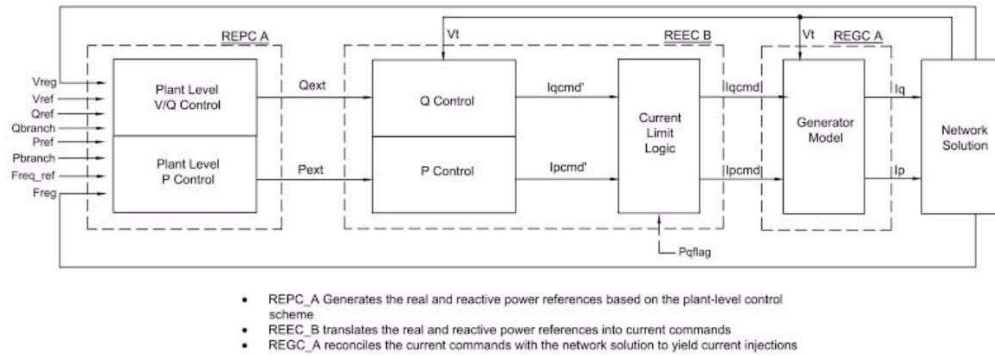 REPC A
Vt
REEC B
Vt
REGC A
Vreg
Vref
Qref
Qbranch
Pref
Pbranch
Freq_ref
Freg
Plant Level
V/Q Control
Plant Level
P Control
Qext
Pext
Q Control
P Control
Iqcmd'
Ipcmd'
Current
Limit
Logic
Pqflag
Iqcmd
Ipcmd
Generator
Model
Iq
Ip
Network
Solution
• REPC_A Generates the real and reactive power references based on the plant-level control
scheme
• REEC_B translates the real and reactive power references into current commands
• REGC_A reconciles the current commands with the network solution to yield current injections